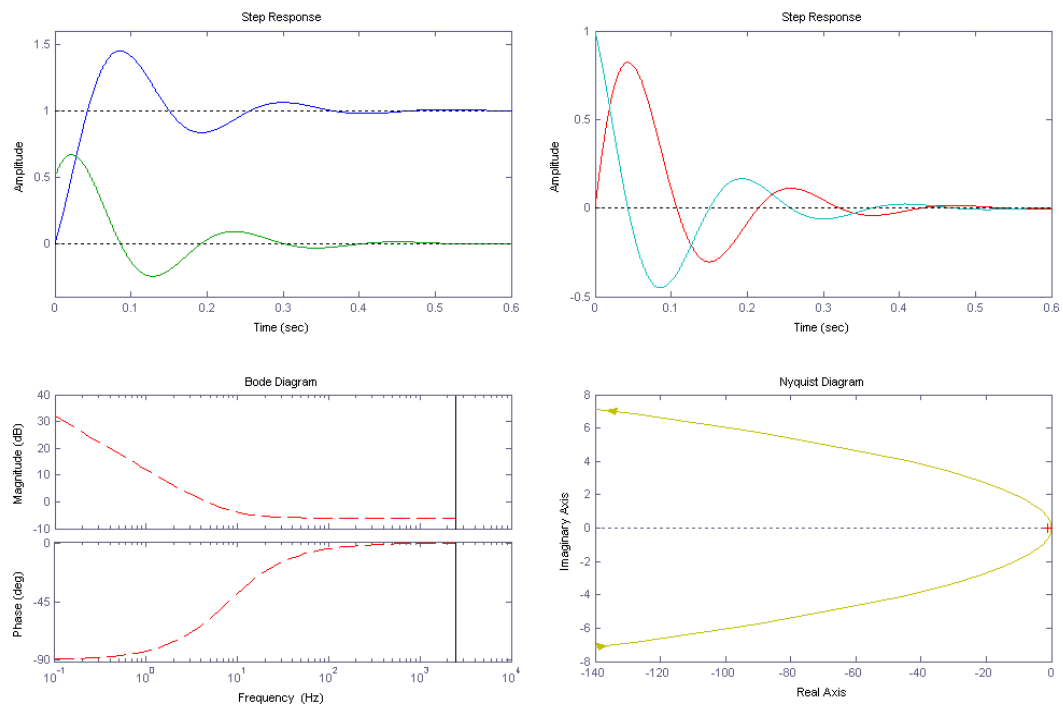 Step Response
Amplitude
1.5
1
0.5
0
0 0.1 0.2 0.3 0.4 0.5 0.6
Time (sec)
Step Response
Amplitude
1
0.5
0
-0.5
0 0.1 0.2 0.3 0.4 0.5 0.6
Time (sec)
Bode Diagram
Magnitude (dB)
40
30
20
10
0
-10
Phase (deg)
0
-45
-90
10^-1 10^0 10^1 10^2 10^3 10^4
Frequency (Hz)
Nyquist Diagram
Imaginary Axis
8
6
4
2
0
-2
-4
-6
-8
-140 -120 -100 -80 -60 -40 -20 0
Real Axis